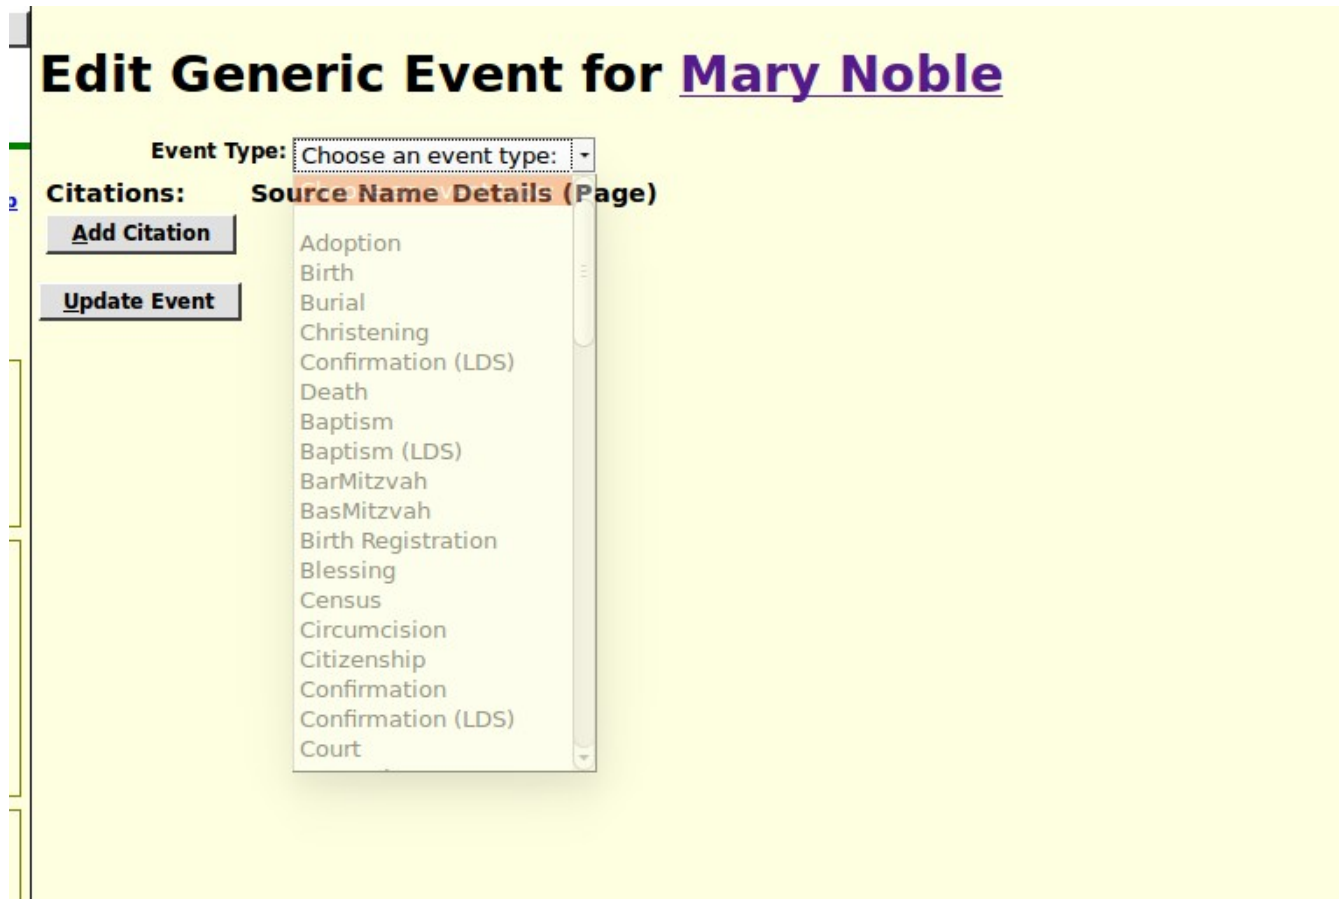 Edit Generic Event for Mary Noble
Event Type: Choose an event type:
Citations: Source Name Details (Page)
Add Citation
Update Event
Adoption
Birth
Burial
Christening
Confirmation (LDS)
Death
Baptism
Baptism (LDS)
BarMitzvah
BasMitzvah
Birth Registration
Blessing
Census
Circumcision
Citizenship
Confirmation
Confirmation (LDS)
Court